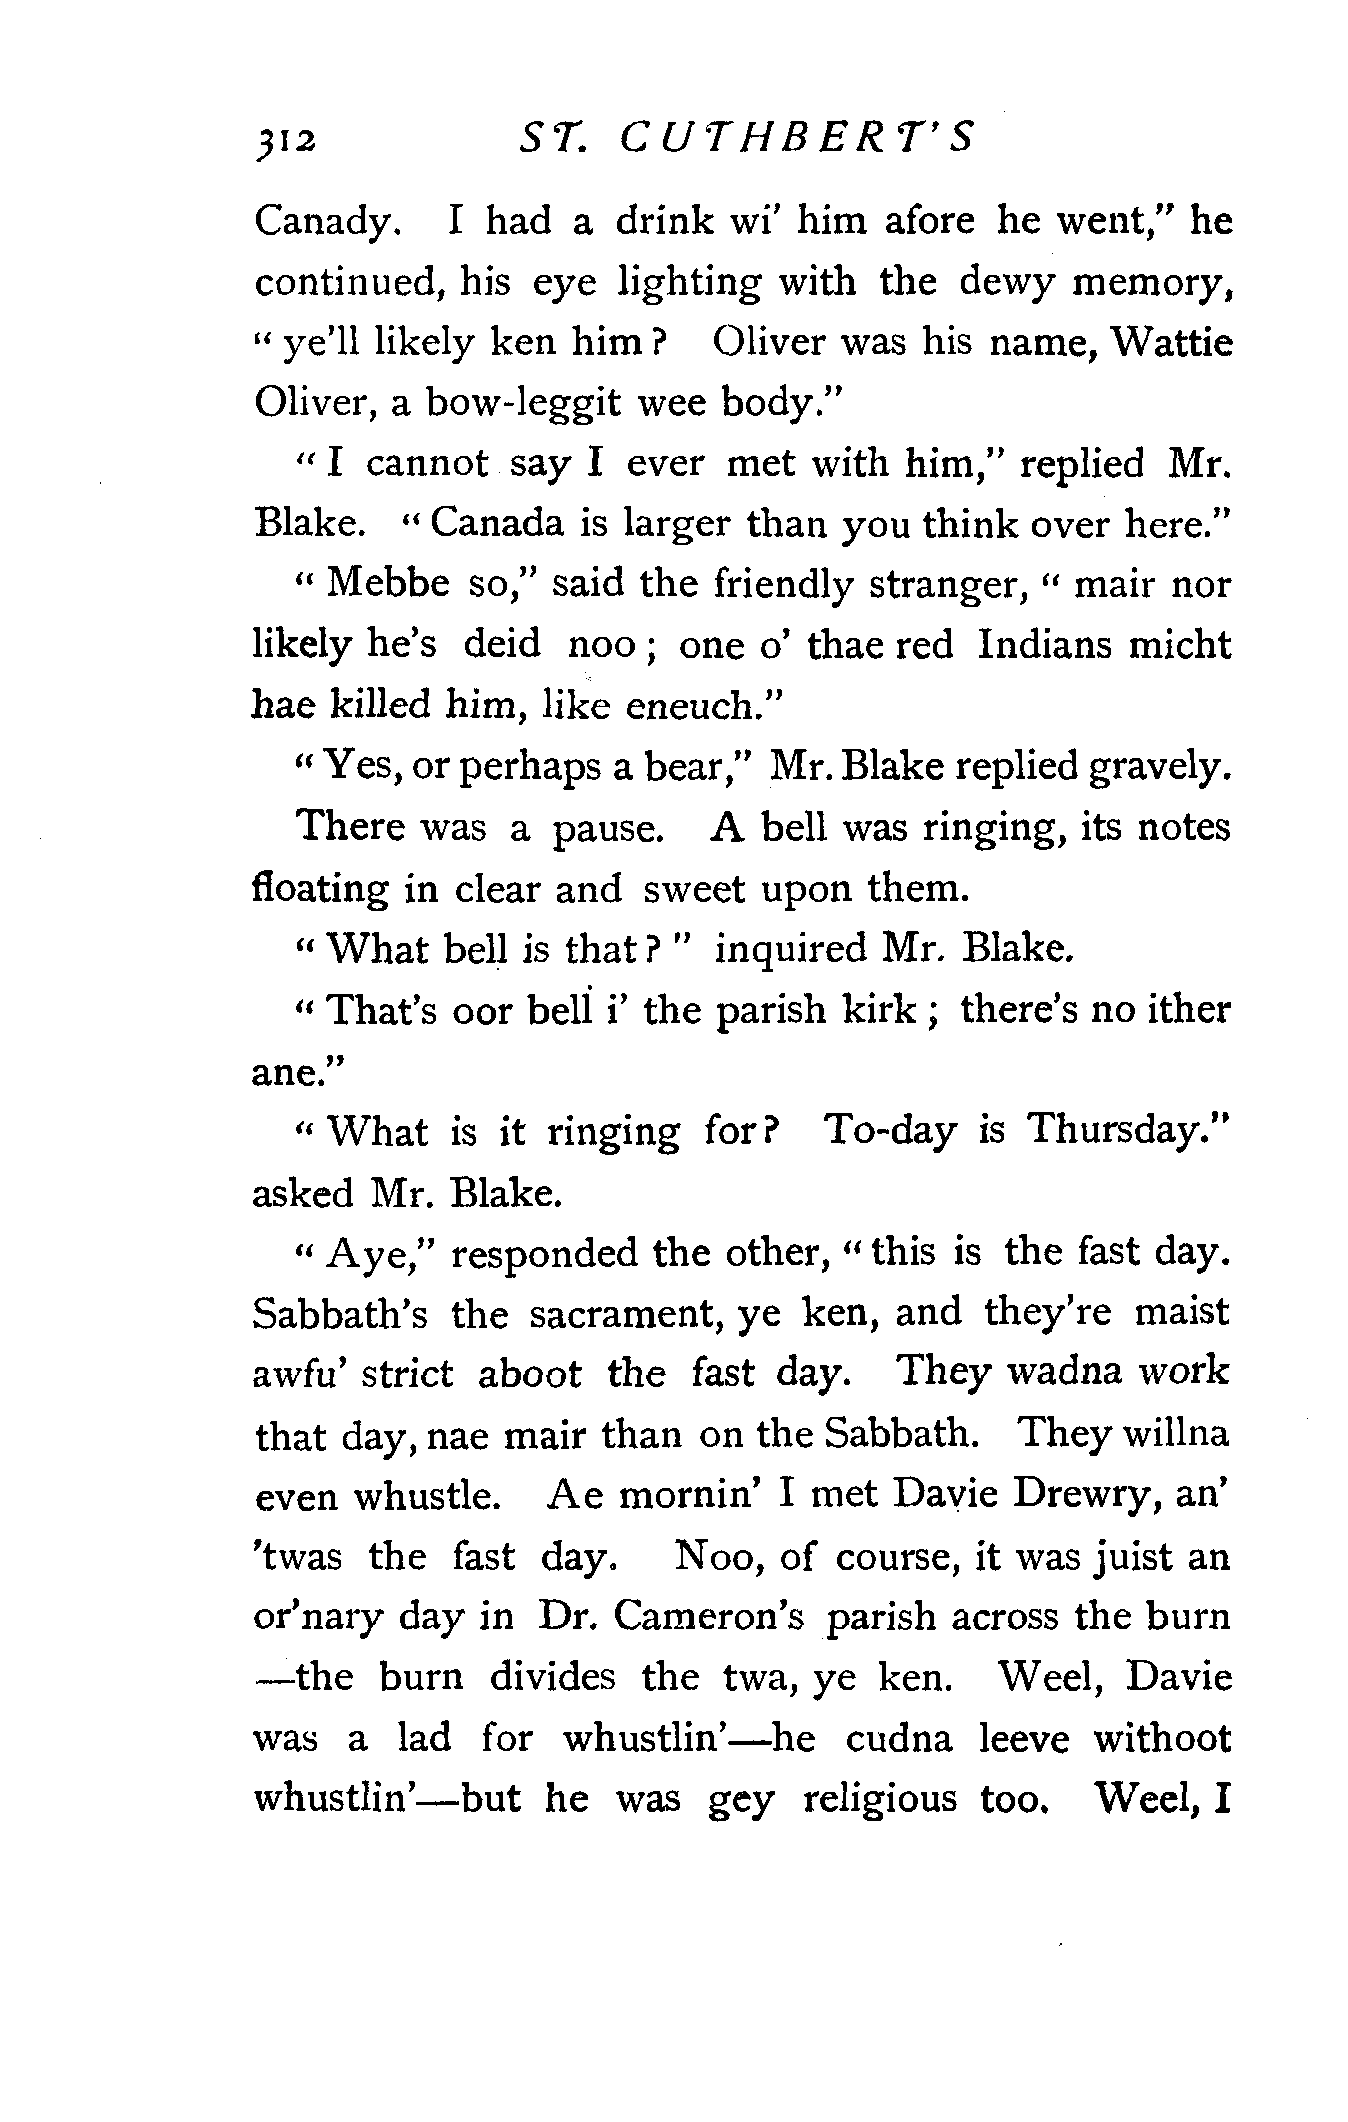 312 ST. CUTHBERT'S
Canady. I had a drink wi' him afore he went," he
continued, his eye lighting with the dewy memory,
" ye'll likely ken him ? Oliver was his name, Wattie
Oliver, a bow-leggit wee body."
" I cannot say I ever met with him," replied Mr.
Blake. " Canada is larger than you think over here."
" Mebbe so," said the friendly stranger, " mair nor
likely he's deid noo ; one o' thae red Indians micht
hae killed him, like eneuch."
" Yes, or perhaps a bear," Mr. Blake replied gravely.
There was a pause. A bell was ringing, its notes
floating in clear and sweet upon them.
" What bell is that ? " inquired Mr. Blake.
" That's oor bell i' the parish kirk ; there's no ither
ane."
" What is it ringing for ? To-day is Thursday."
asked Mr. Blake.
" Aye," responded the other, " this is the fast day.
Sabbath's the sacrament, ye ken, and they're maist
awfu' strict aboot the fast day. They wadna work
that day, nae mair than on the Sabbath. They willna
even whustle. Ae mornin' I met Davie Drewry, an'
'twas the fast day. Noo, of course, it was juist an
or'nary day in Dr. Cameron's parish across the burn
—the burn divides the twa, ye ken. Weel, Davie
was a lad for whustlin'—he cudna leeve withoot
whustlin'—but he was gey religious too. Weel, I